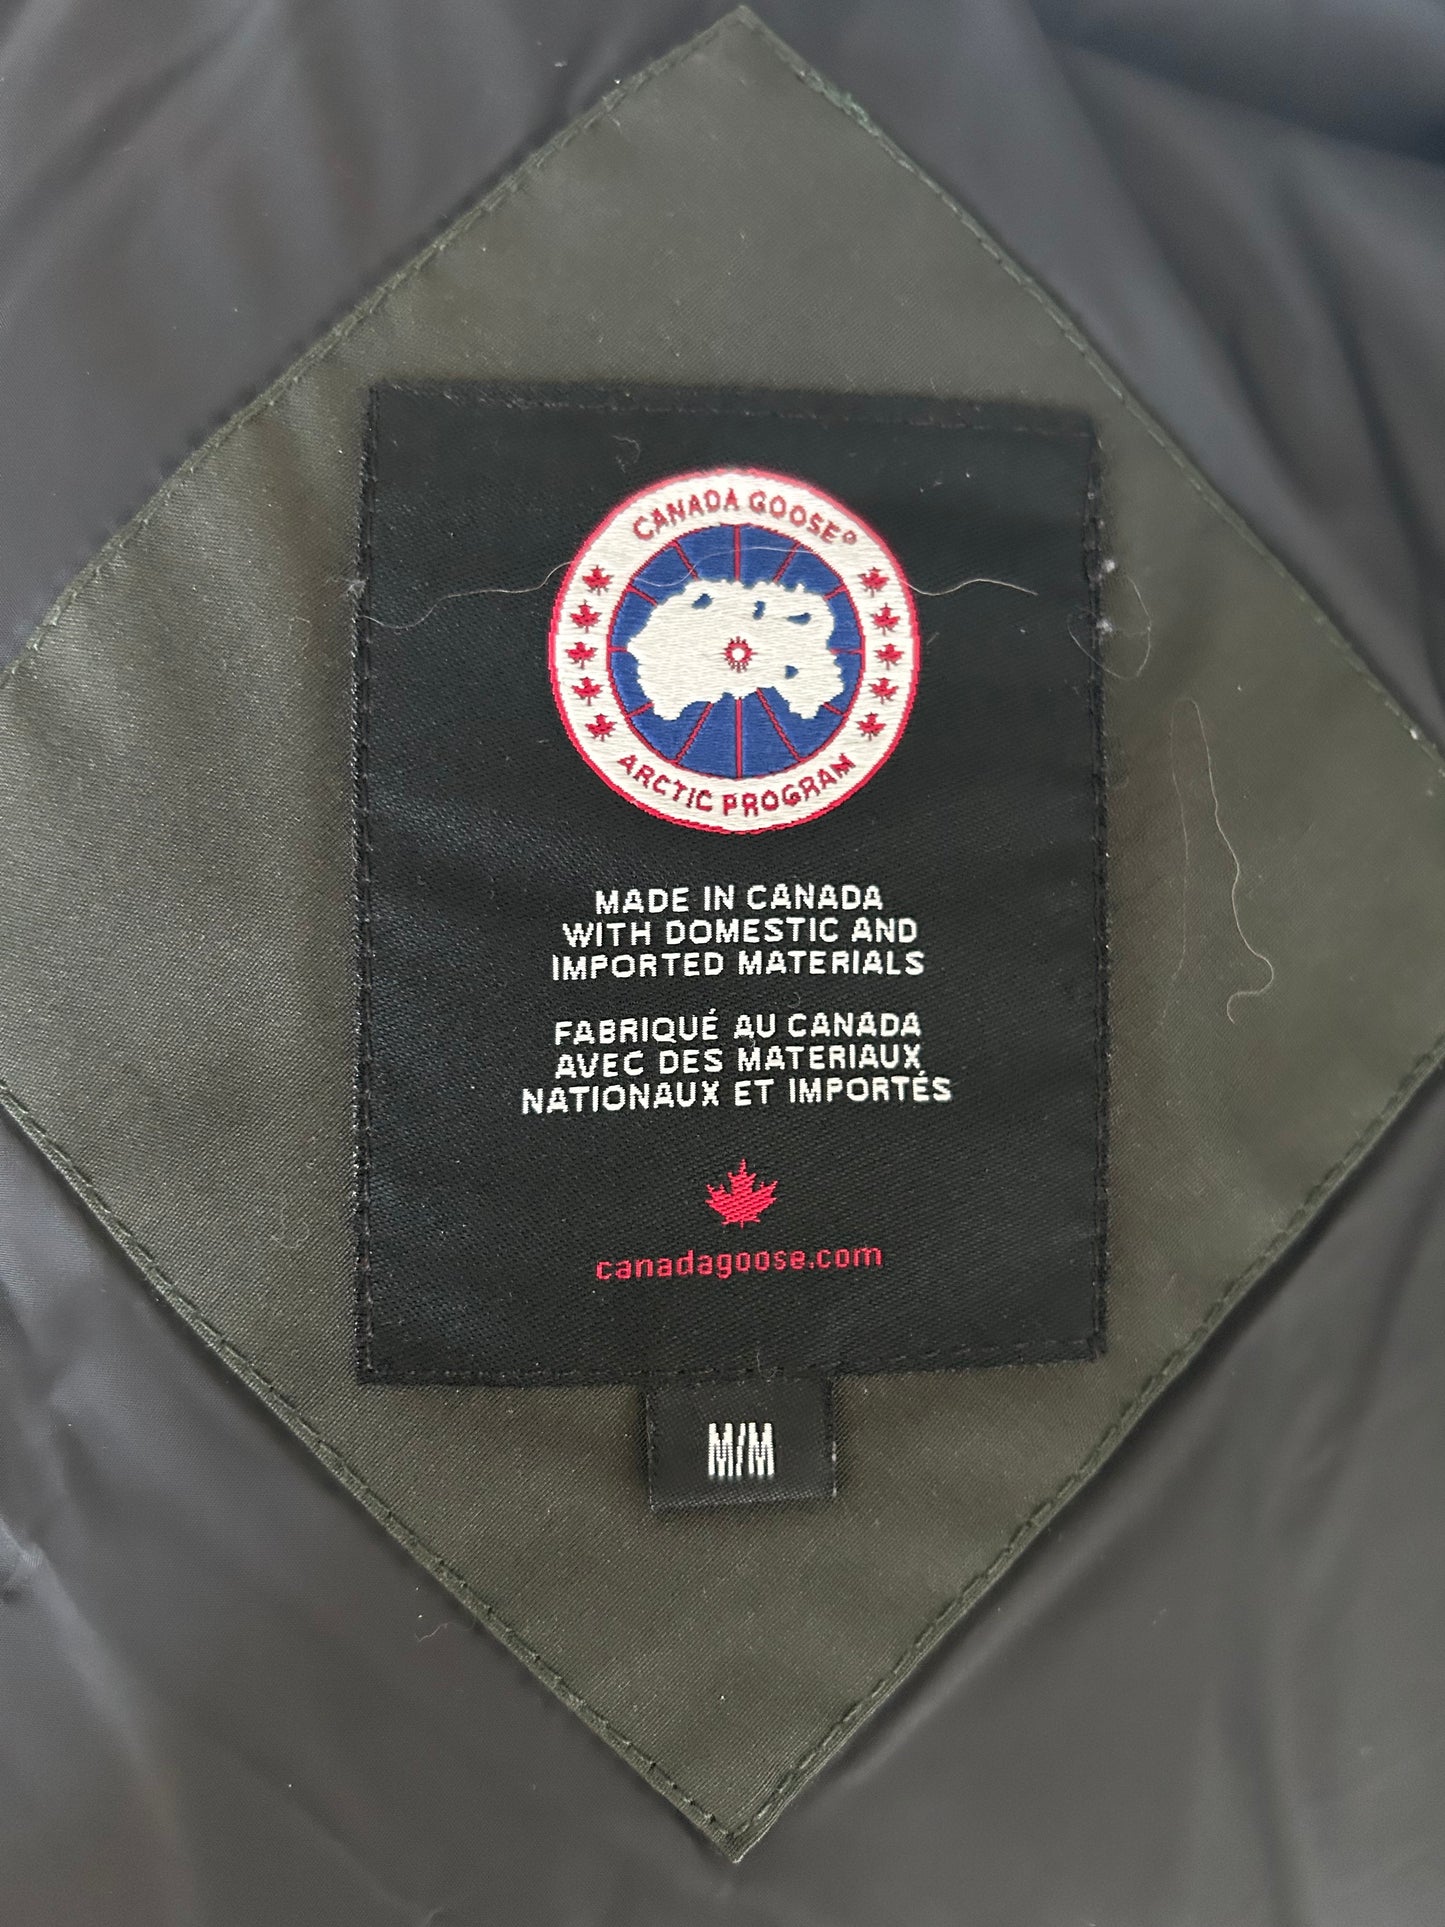 CANADA GOOSE®
ARCTIC PROGRAM
MADE IN CANADA
WITH DOMESTIC AND
IMPORTED MATERIALS
FABRIQUÉ AU CANADA
AVEC DES MATERIAUX
NATIONAUX ET IMPORTÉS
canadagoose.com
M/M